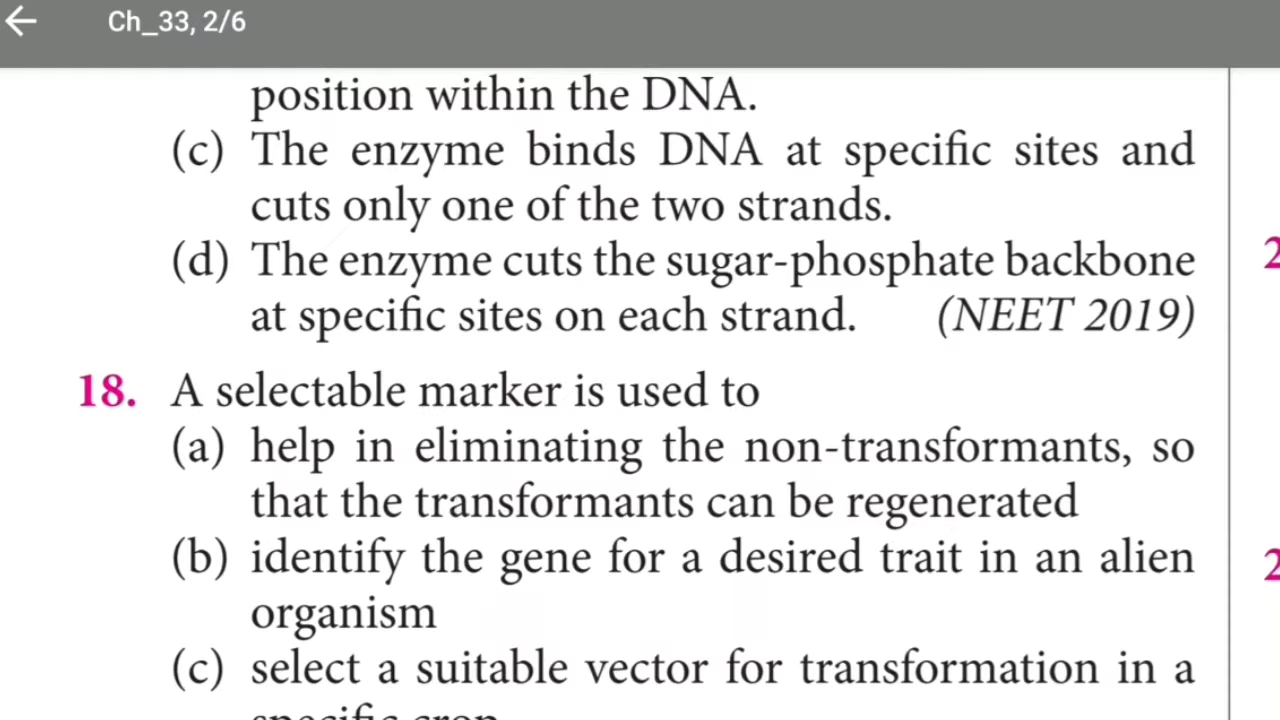 Ch_33, 2/6
position within the DNA.
(c) The enzyme binds DNA at specific sites and
cuts only one of the two strands.
(d) The enzyme cuts the sugar-phosphate backbone
at specific sites on each strand. (NEET 2019)
18. A selectable marker is used to
(a) help in eliminating the non-transformants, so
that the transformants can be regenerated
(b) identify the gene for a desired trait in an alien
organism
(c) select a suitable vector for transformation in a
specific crop